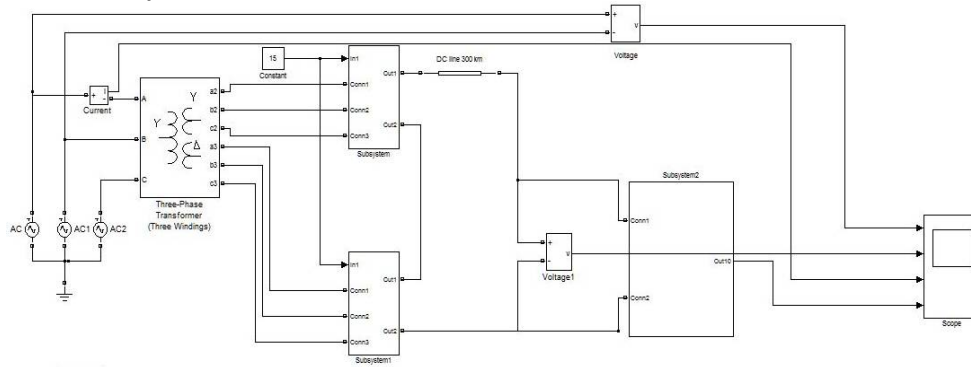 +
-
v
Voltage
15
Constant
In1
Conn1
Conn2
Conn3
Out1
Out2
Subsystem
DC line 300 km
+
i
-
Current
A
B
C
Y
Y
Δ
a2
b2
c2
a3
b3
c3
Three-Phase
Transformer
(Three Windings)
AC
AC1
AC2
In1
Conn1
Conn2
Conn3
Out1
Out2
Subsystem1
+
-
v
Voltage1
Subsystem2
Conn1
Conn2
Out10
Scope